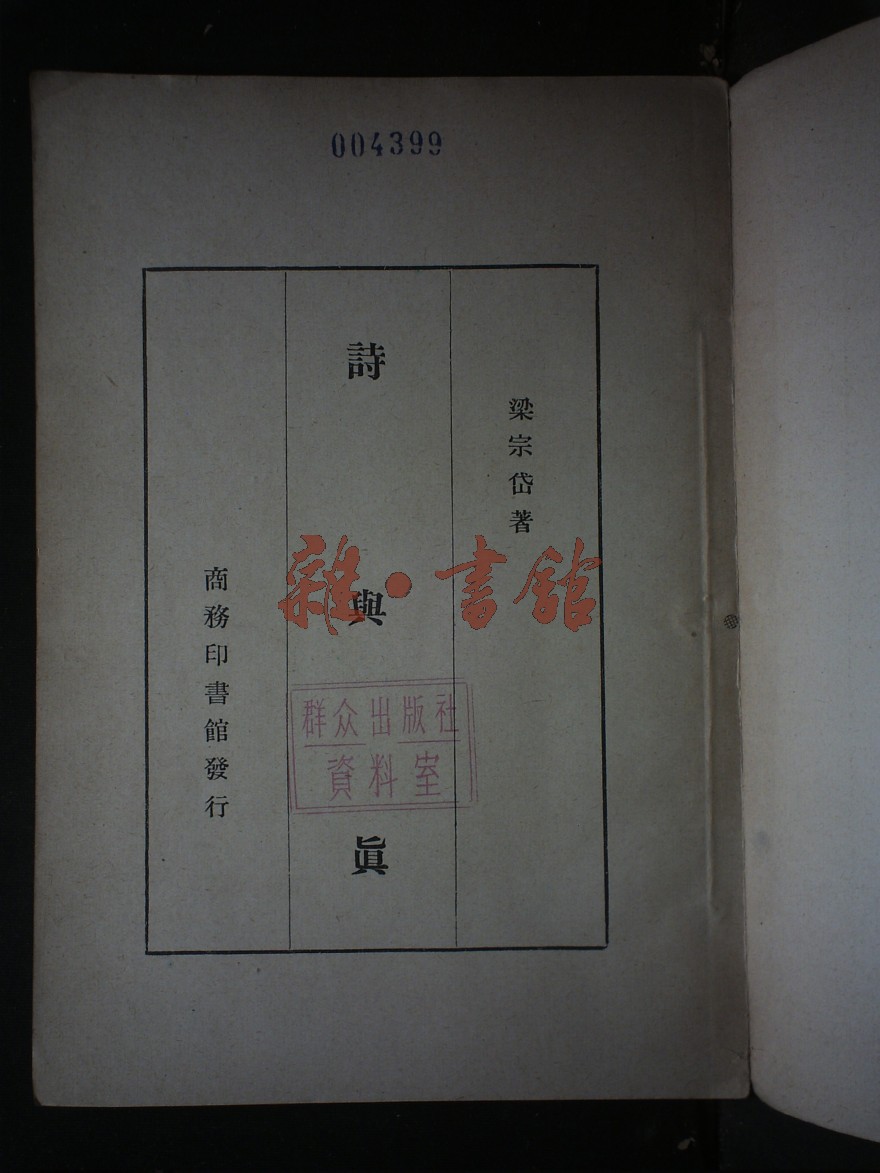 004399
梁宗岱著
詩與眞
商務印書館發行
雜·書館
群众出版社
資料室